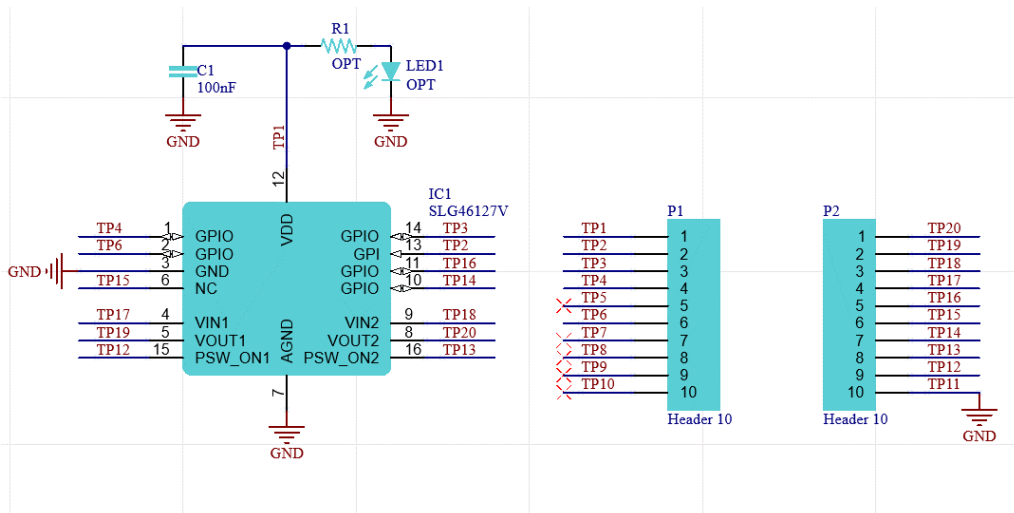 R1
OPT
C1
100nF
LED1
OPT
GND
GND
TP1
12
IC1
SLG46127V
VDD
TP4 1 GPIO
TP6 2 GPIO
GND 3 GND
TP15 6 NC
TP17 4 VIN1
TP19 5 VOUT1
TP12 15 PSW_ON1
GPIO 14 TP3
GPI 13 TP2
GPIO 11 TP16
GPIO 10 TP14
VIN2 9 TP18
VOUT2 8 TP20
PSW_ON2 16 TP13
AGND
7
GND
P1
TP1 1
TP2 2
TP3 3
TP4 4
TP5 5
TP6 6
TP7 7
TP8 8
TP9 9
TP10 10
Header 10
P2
1 TP20
2 TP19
3 TP18
4 TP17
5 TP16
6 TP15
7 TP14
8 TP13
9 TP12
10 TP11
Header 10
GND